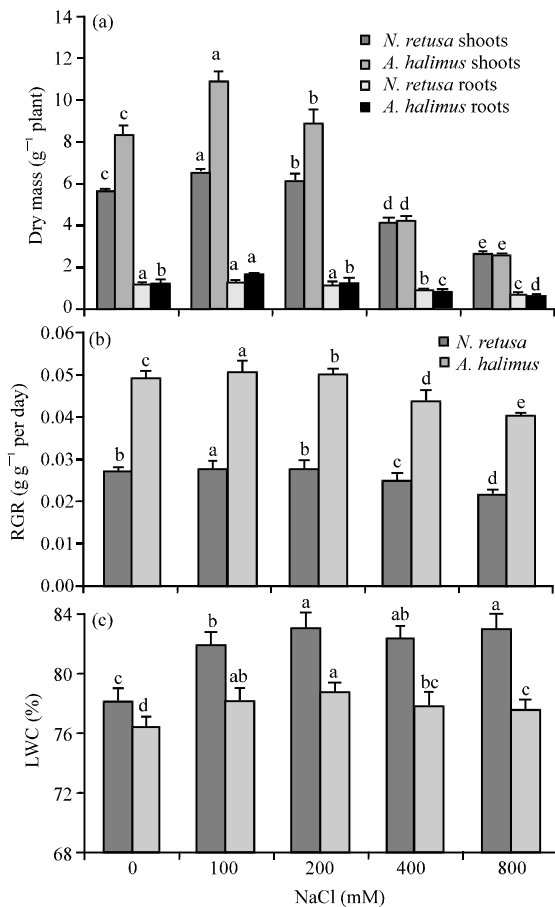 (a)
14
12
10
8
6
4
2
0
Dry mass (g⁻¹ plant)
N. retusa shoots
A. halimus shoots
N. retusa roots
A. halimus roots
c
c
a
b
a
a
a
a
b
b
a
b
d
d
b
c
e
e
c
d
(b)
0.06
0.05
0.04
0.03
0.02
0.01
0.00
RGR (g g⁻¹ per day)
N. retusa
A. halimus
b
c
a
a
b
b
c
d
d
e
(c)
84
80
76
72
68
LWC (%)
c
d
b
ab
a
a
ab
bc
a
c
0 100 200 400 800
NaCl (mM)